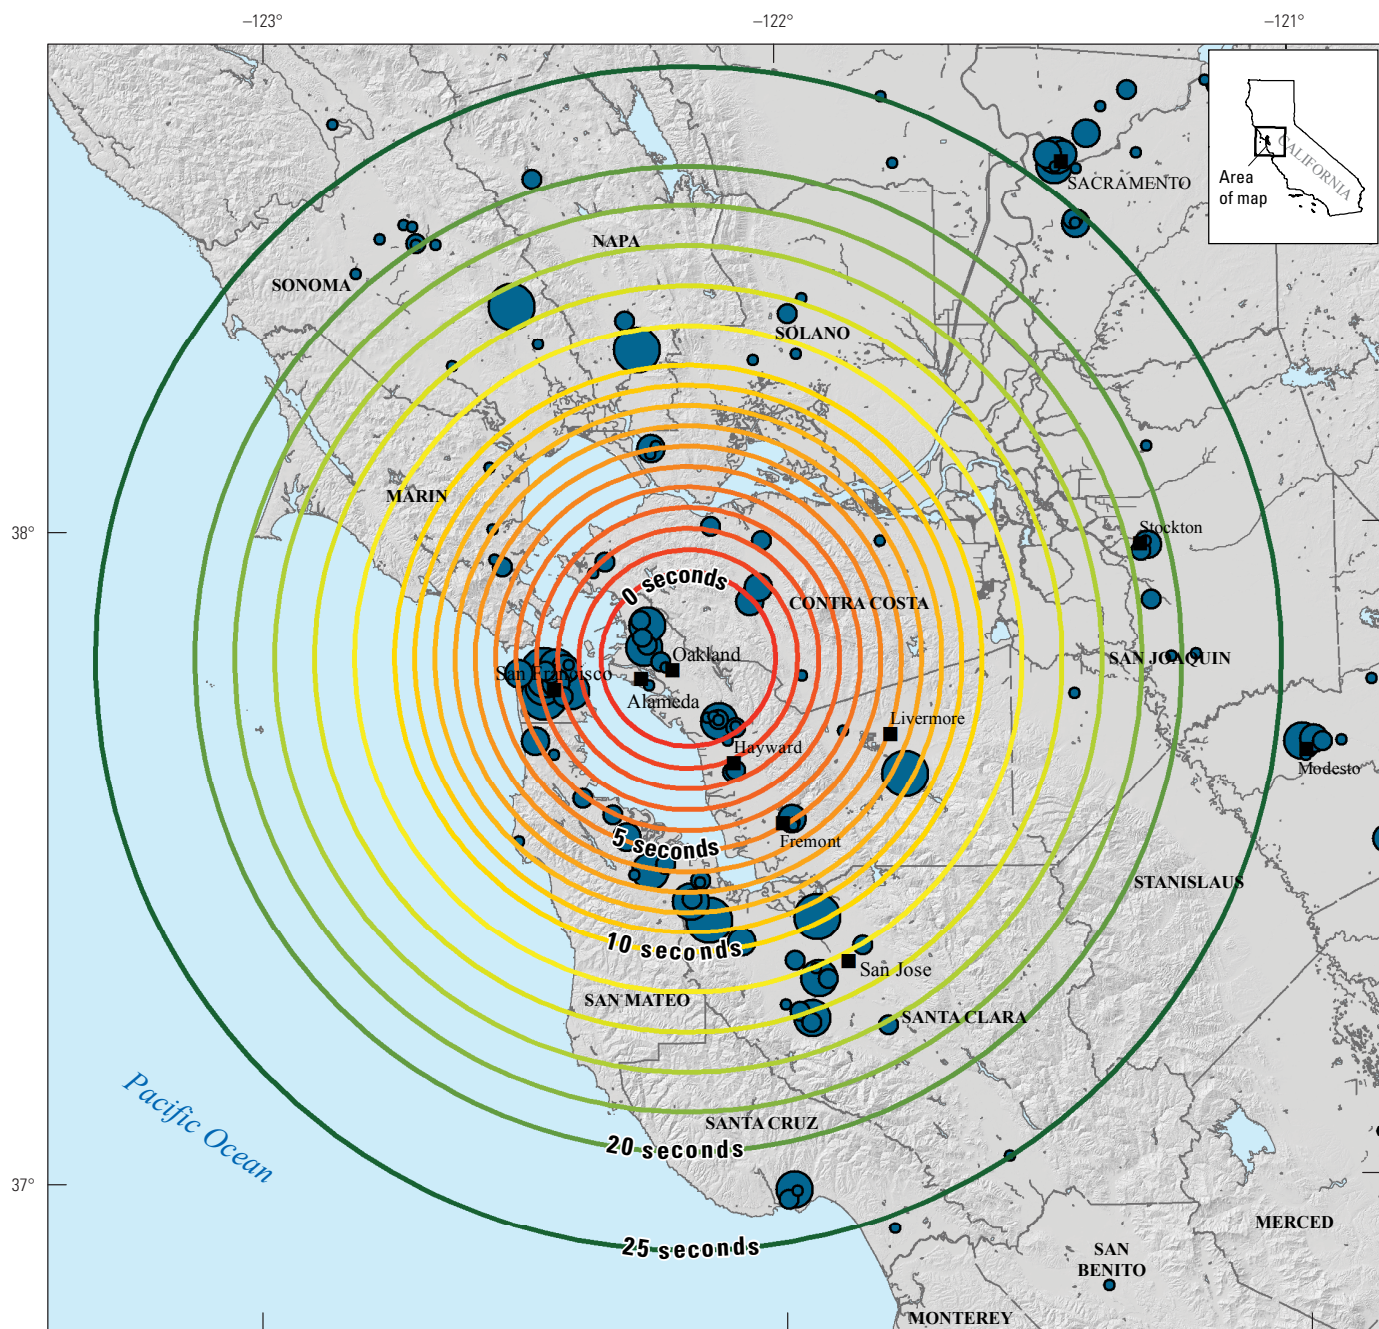 –123°
–122°
–121°
CALIFORNIA
Area
of map
SACRAMENTO
NAPA
SONOMA
SOLANO
MARIN
38°
Stockton
0 seconds
CONTRA COSTA
Oakland
SAN JOAQUIN
San Francisco
Alameda
Livermore
Hayward
Modesto
Fremont
5 seconds
STANISLAUS
10 seconds
San Jose
SAN MATEO
SANTA CLARA
Pacific Ocean
SANTA CRUZ
20 seconds
37°
MERCED
25 seconds
SAN
BENITO
MONTEREY